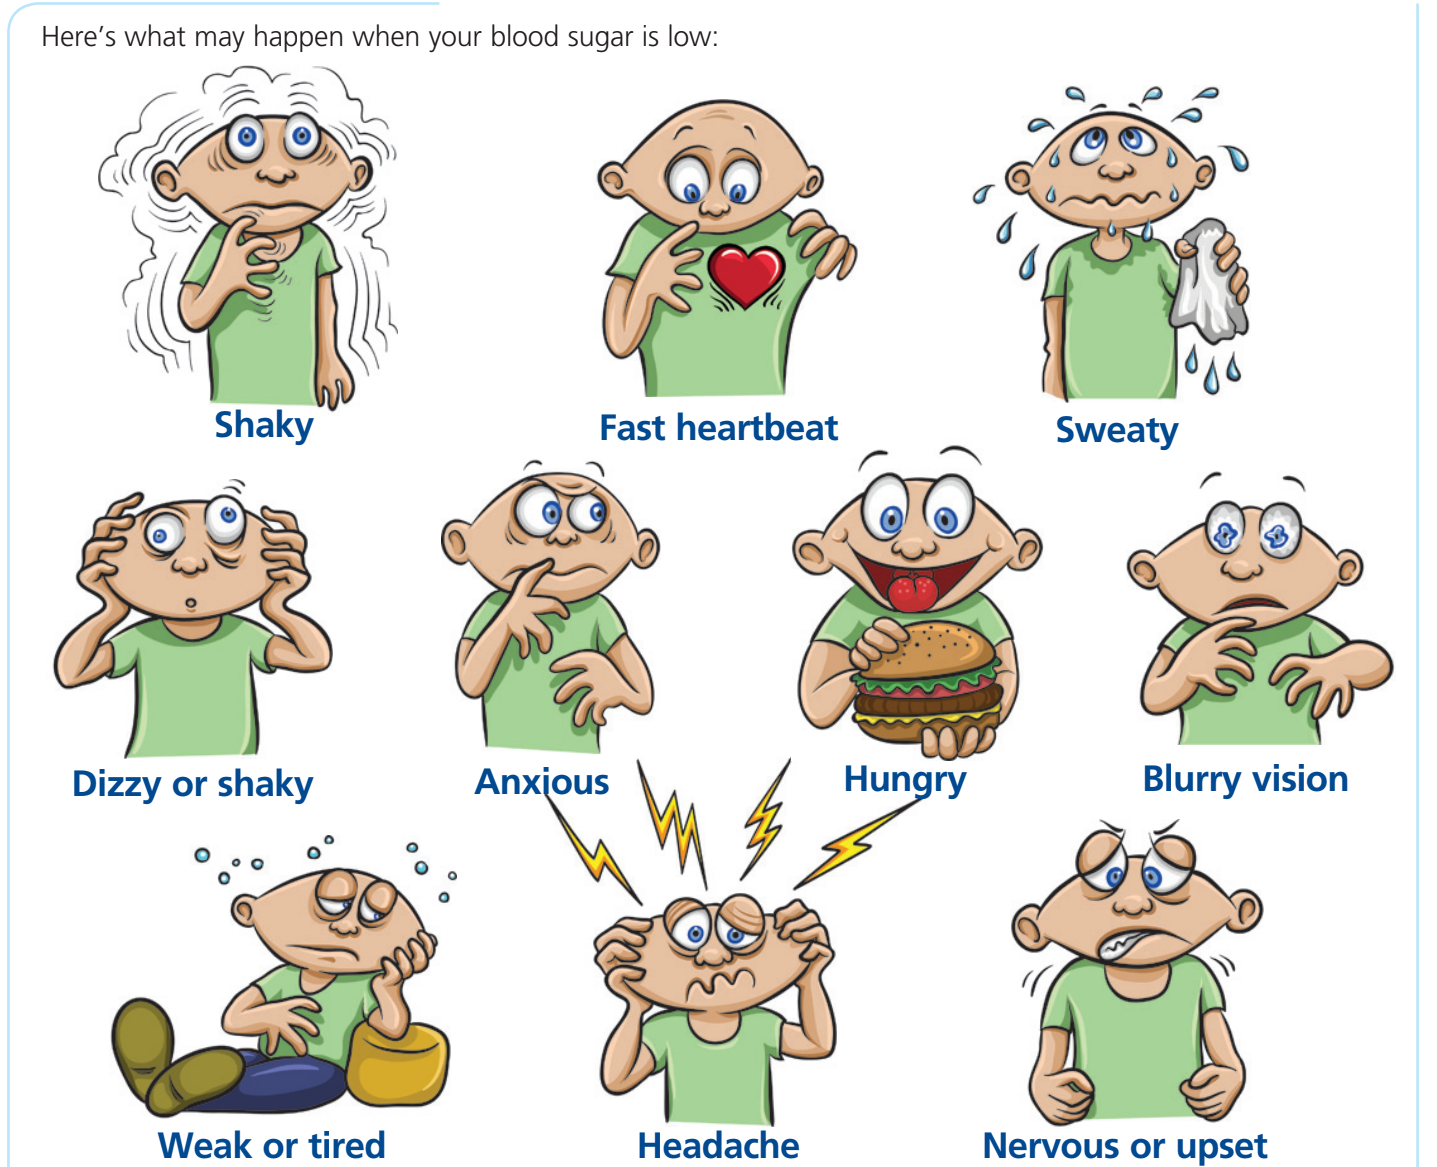 Here’s what may happen when your blood sugar is low:
Shaky
Fast heartbeat
Sweaty
Dizzy or shaky
Anxious
Hungry
Blurry vision
Weak or tired
Headache
Nervous or upset